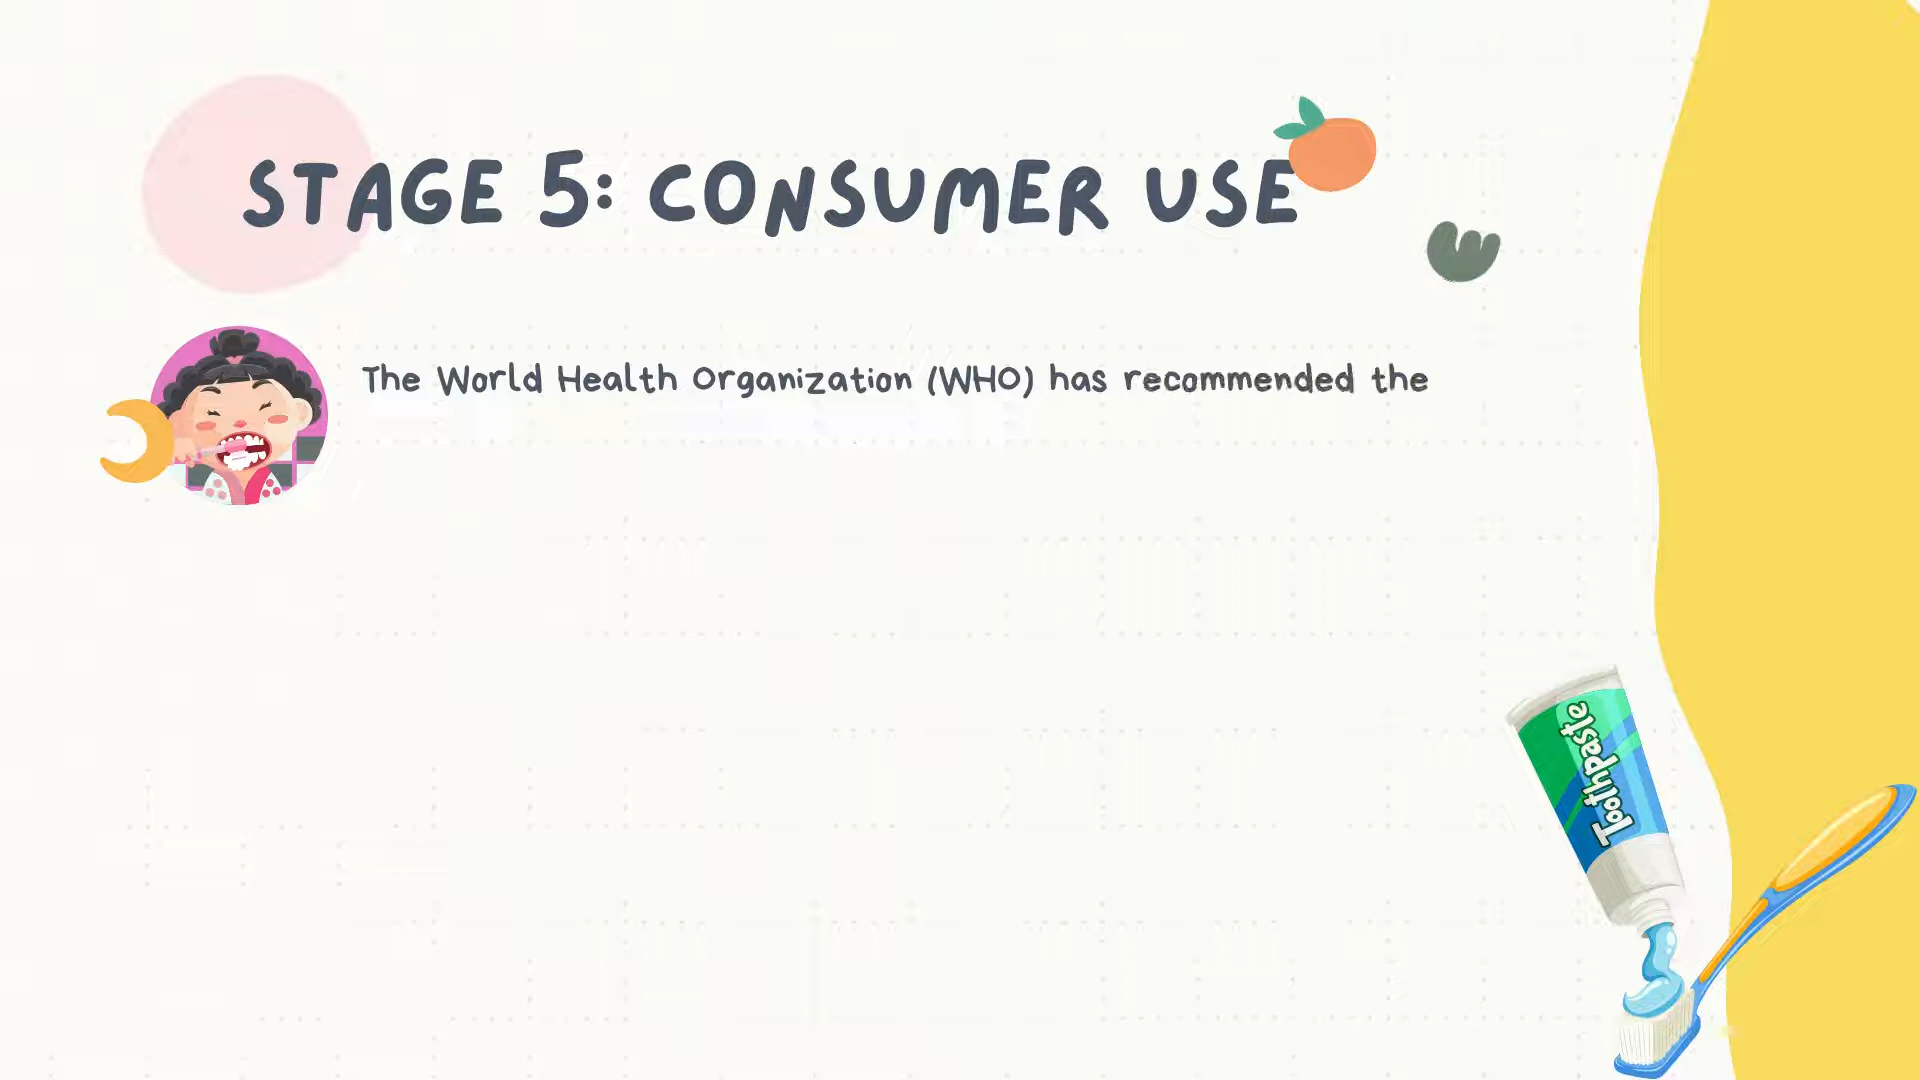 STAGE 5: CONSUMER USE
The World Health Organization (WHO) has recommended the
Toothpaste